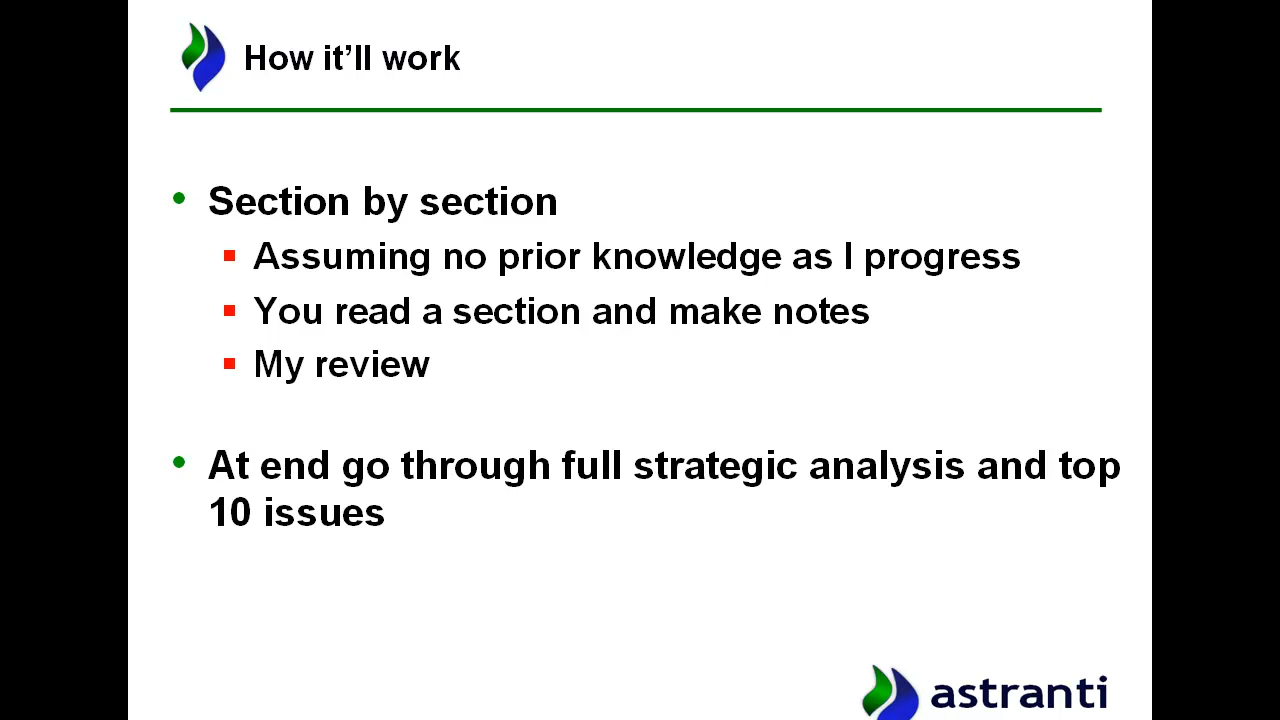 How it’ll work
Section by section
Assuming no prior knowledge as I progress
You read a section and make notes
My review
At end go through full strategic analysis and top
10 issues
astranti